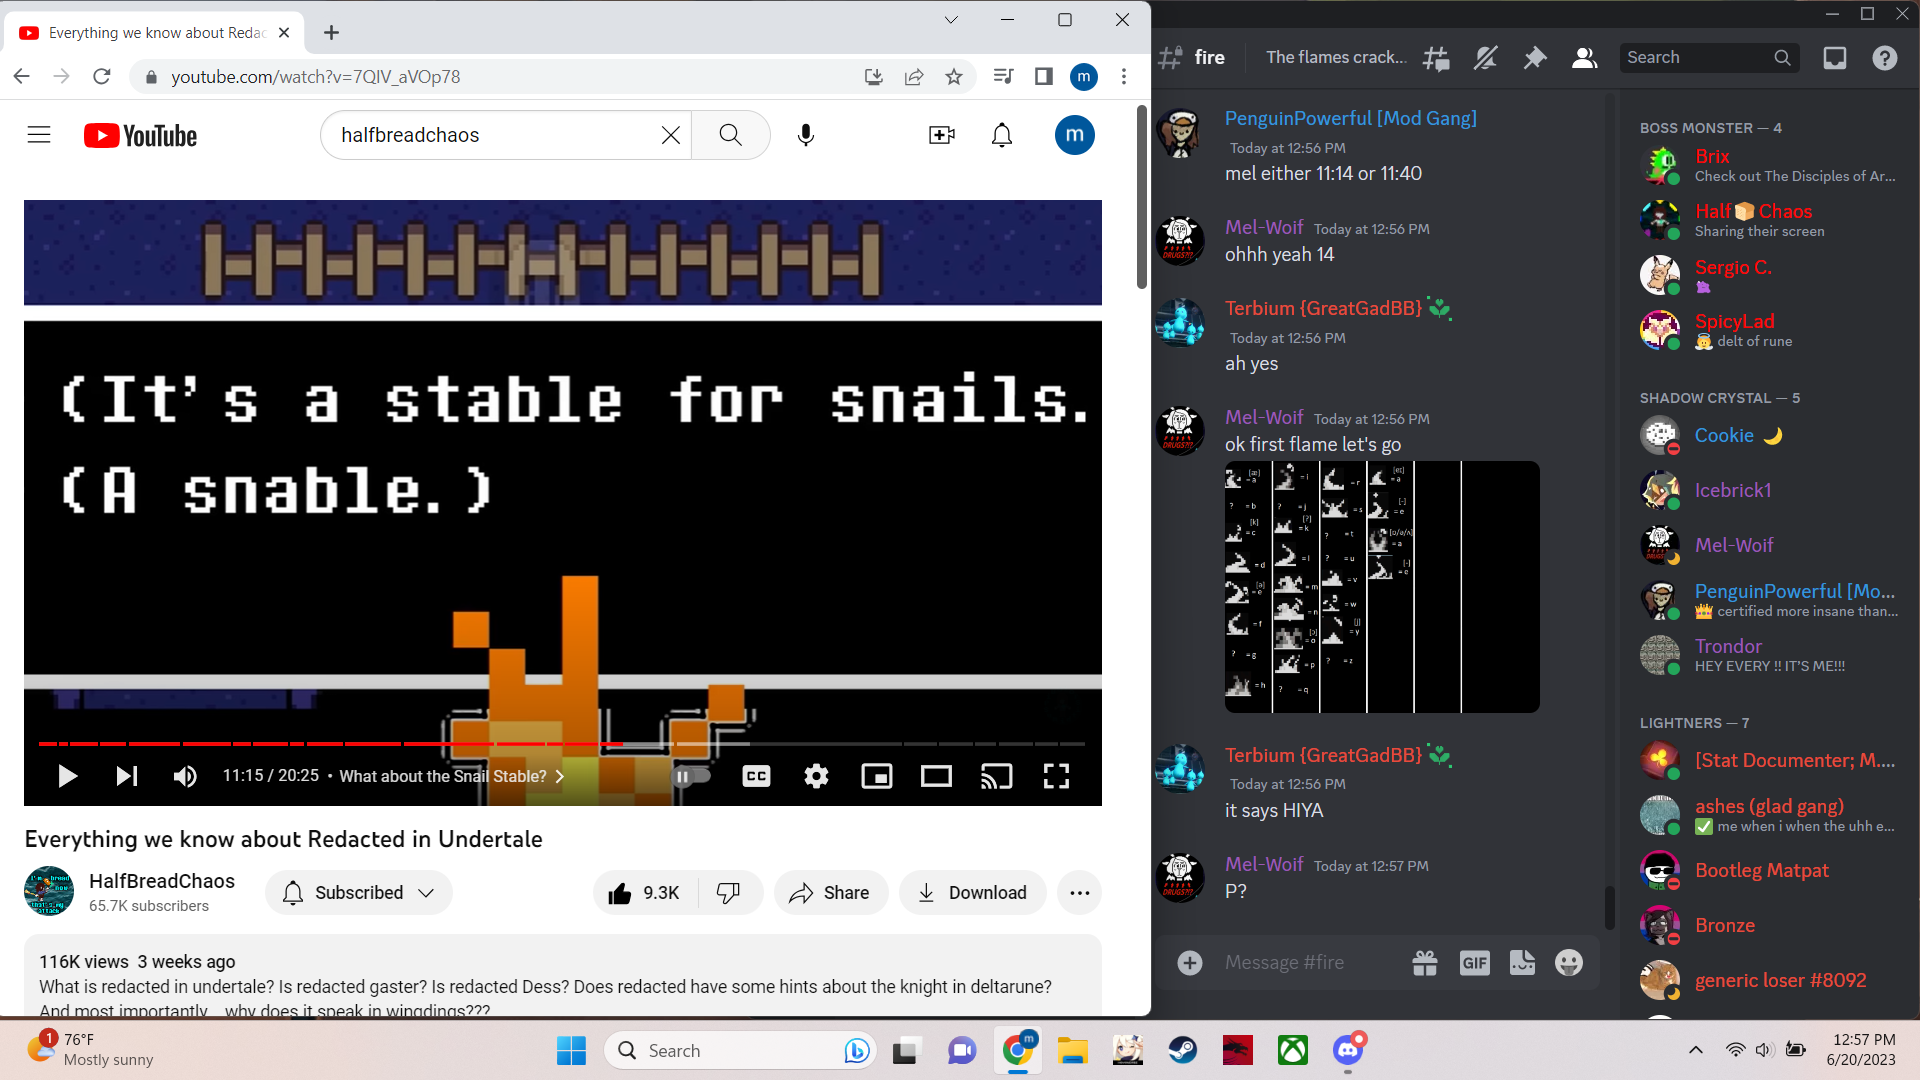 Everything we know about Redac
youtube.com/watch?v=7QIV_aVOp78
m
YouTube
halfbreadchaos
m
(It's a stable for snails.
(A snable.)
11:15 / 20:25 • What about the Snail Stable?
CC
Everything we know about Redacted in Undertale
HalfBreadChaos
65.7K subscribers
Subscribed
9.3K
Share
Download
116K views 3 weeks ago
What is redacted in undertale? Is redacted gaster? Is redacted Dess? Does redacted have some hints about the knight in deltarune?
And most importantly... why does it speak in wingdings???
fire
The flames crack...
Search
PenguinPowerful [Mod Gang]
Today at 12:56 PM
mel either 11:14 or 11:40
Mel-Woif Today at 12:56 PM
ohhh yeah 14
Terbium {GreatGadBB}
Today at 12:56 PM
ah yes
Mel-Woif Today at 12:56 PM
ok first flame let's go
[æ] = a
? = b
[k] = c
= d
[ə] = e
= f
? = g
= h
= i
? = j
[?] = k
= l
= m
= n
[ɔ] = o
= p
? = q
= r
= s
? = t
? = u
= v
= w
[j] = y
? = z
[eɪ] = a
[-] = e
[ɒ/ə/ʌ] = a
[-] = e
Terbium {GreatGadBB}
Today at 12:56 PM
it says HIYA
Mel-Woif Today at 12:57 PM
P?
Message #fire
GIF
BOSS MONSTER — 4
Brix
Check out The Disciples of Ar...
Half Chaos
Sharing their screen
Sergio C.
SpicyLad
delt of rune
SHADOW CRYSTAL — 5
Cookie
Icebrick1
Mel-Woif
PenguinPowerful [Mo...
certified more insane than...
Trondor
HEY EVERY !! IT'S ME!!!
LIGHTNERS — 7
[Stat Documenter; M....
ashes (glad gang)
me when i when the uhh e...
Bootleg Matpat
Bronze
generic loser #8092
1
76°F
Mostly sunny
Search
m
12:57 PM
6/20/2023